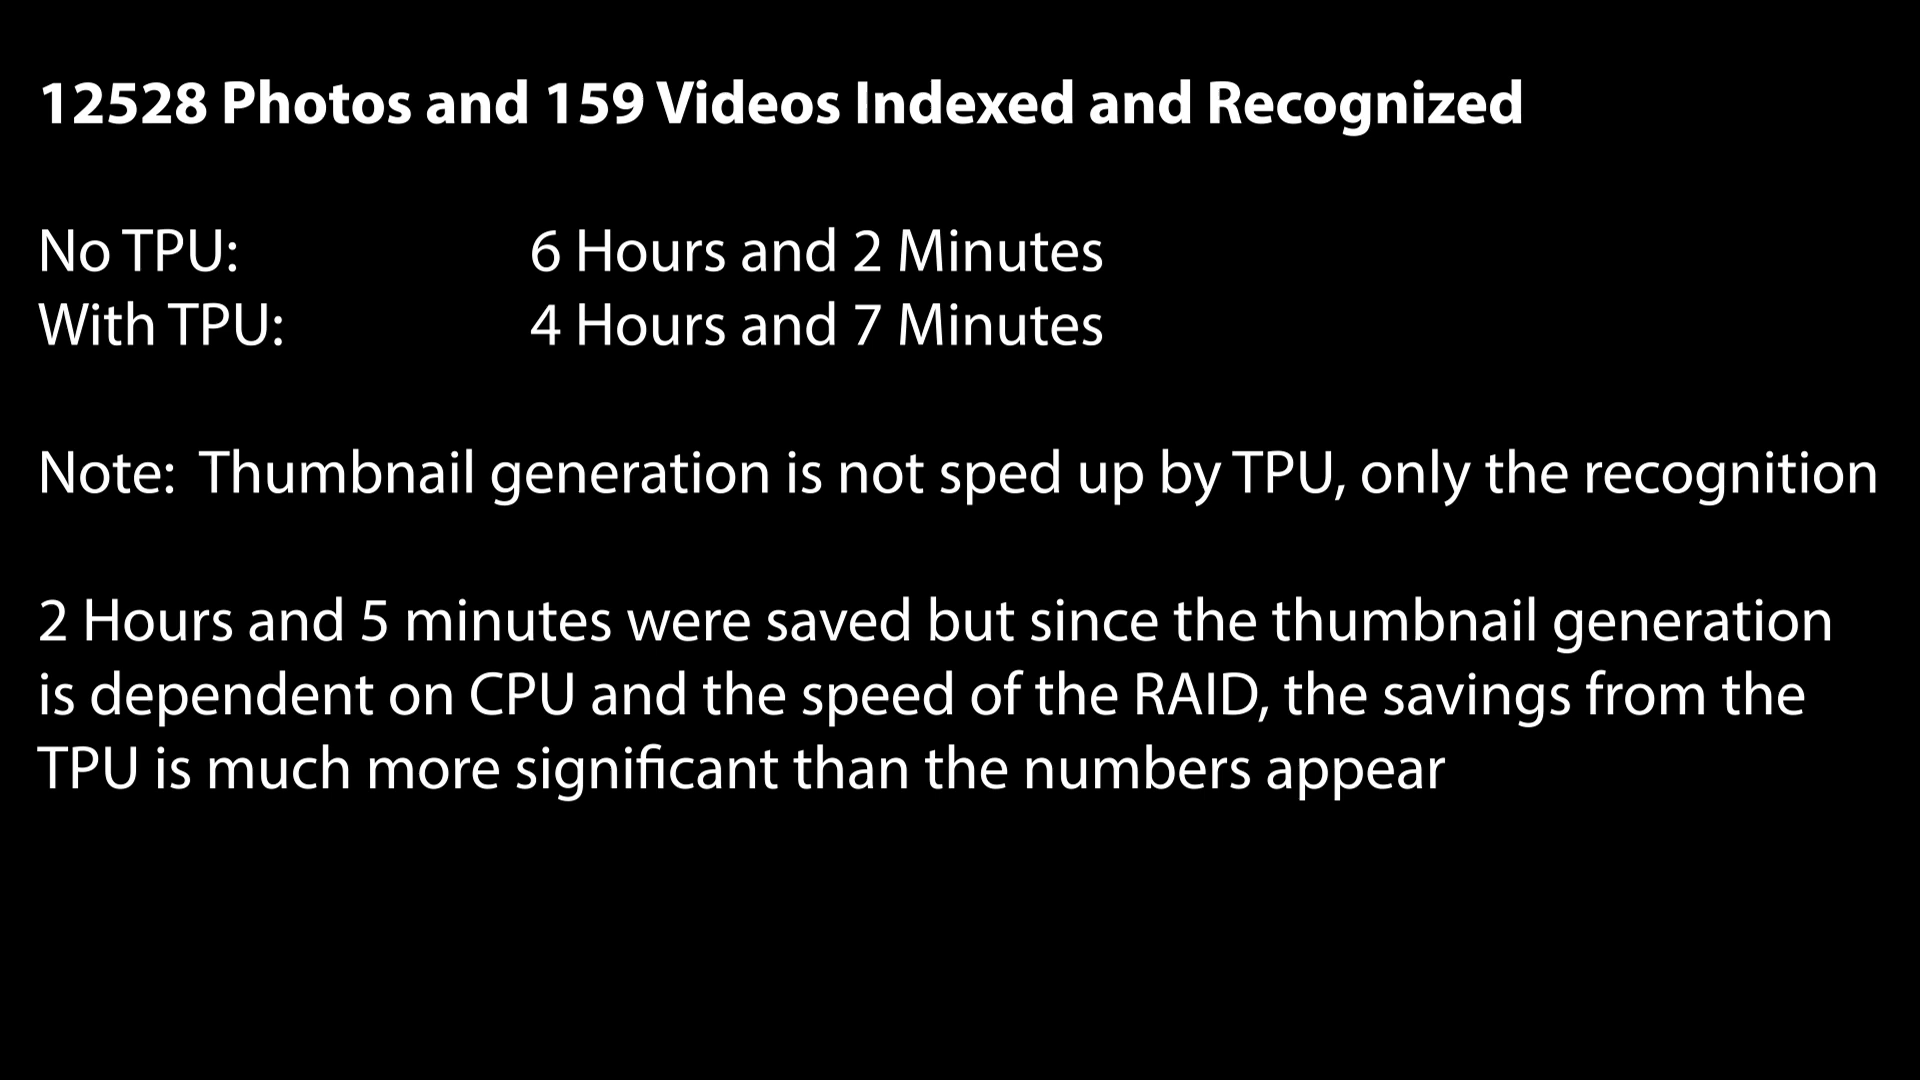 12528 Photos and 159 Videos Indexed and Recognized
No TPU: 6 Hours and 2 Minutes
With TPU: 4 Hours and 7 Minutes
Note: Thumbnail generation is not sped up by TPU, only the recognition
2 Hours and 5 minutes were saved but since the thumbnail generation
is dependent on CPU and the speed of the RAID, the savings from the
TPU is much more significant than the numbers appear